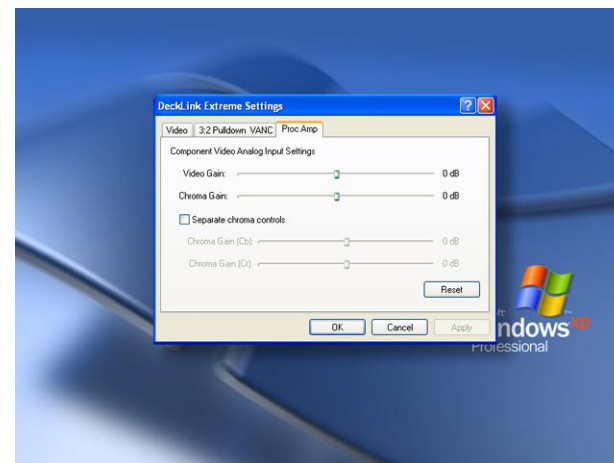 DeckLink Extreme Settings
Video 3:2 Pulldown VANC Proc Amp
Component Video Analog Input Settings
Video Gain: 0 dB
Chroma Gain: 0 dB
Separate chroma controls
Chroma Gain (Cb): 0 dB
Chroma Gain (Cr): 0 dB
Reset
OK Cancel Apply
ft
ndows xp
Professional